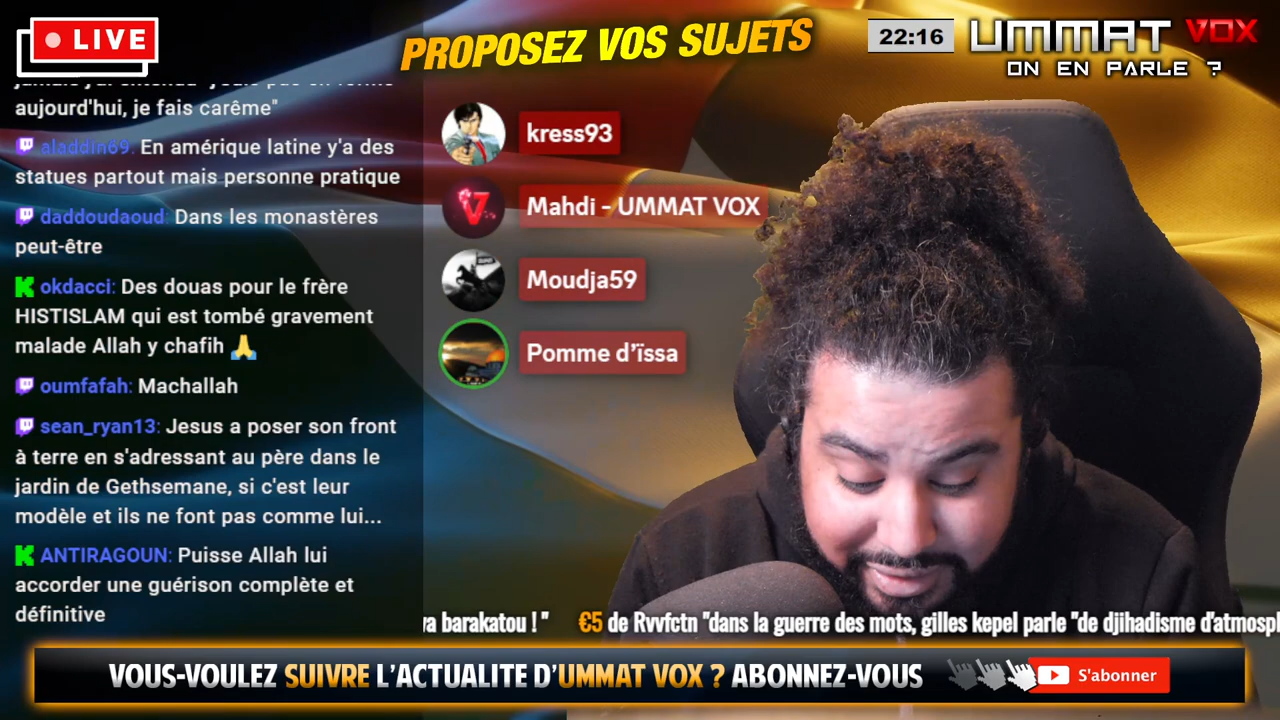 LIVE
PROPOSEZ VOS SUJETS
22:16
UMMAT VOX
ON EN PARLE ?
aujourd'hui, je fais carême"
aladdin69: En amérique latine y'a des
statues partout mais personne pratique
daddoudaoud: Dans les monastères
peut-être
okdacci: Des douas pour le frère
HISTISLAM qui est tombé gravement
malade Allah y chafih 🙏
oumfafah: Machallah
sean_ryan13: Jesus a poser son front
à terre en s'adressant au père dans le
jardin de Gethsemane, si c'est leur
modèle et ils ne font pas comme lui...
ANTIRAGOUN: Puisse Allah lui
accorder une guérison complète et
définitive
kress93
Mahdi - UMMAT VOX
Moudja59
Pomme d'ïssa
barakatou ! " €5 de Rvvfctn "dans la guerre des mots, gilles kepel parle "de djihadisme d'atmosp
VOUS-VOULEZ SUIVRE L'ACTUALITE D'UMMAT VOX ? ABONNEZ-VOUS
S'abonner